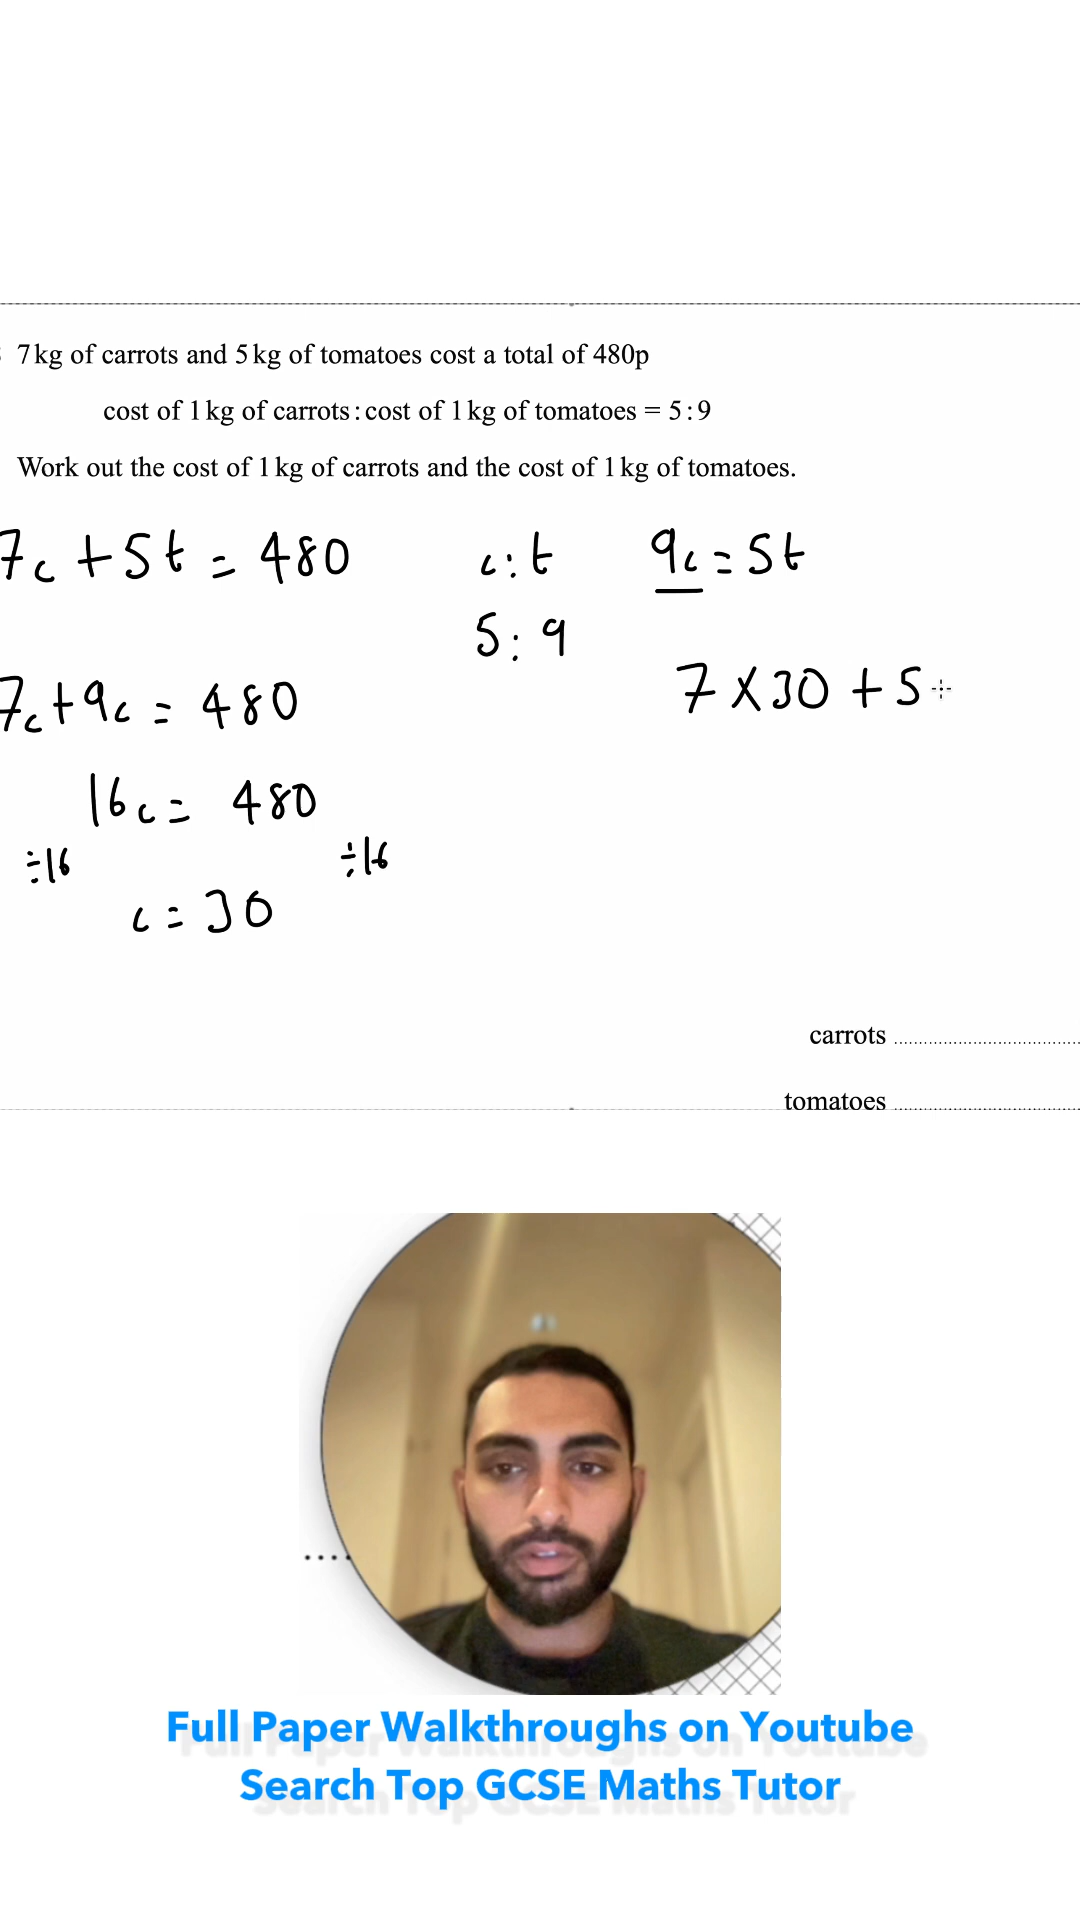 7 kg of carrots and 5 kg of tomatoes cost a total of 480p
cost of 1 kg of carrots : cost of 1 kg of tomatoes = 5 : 9
Work out the cost of 1 kg of carrots and the cost of 1 kg of tomatoes.
7c + 5t = 480
c : t
9c = 5t
5 : 9
7 × 30 + 5
7c + 9c = 480
16c = 480
÷16 ÷16
c = 30
carrots
tomatoes
Full Paper Walkthroughs on Youtube
Search Top GCSE Maths Tutor